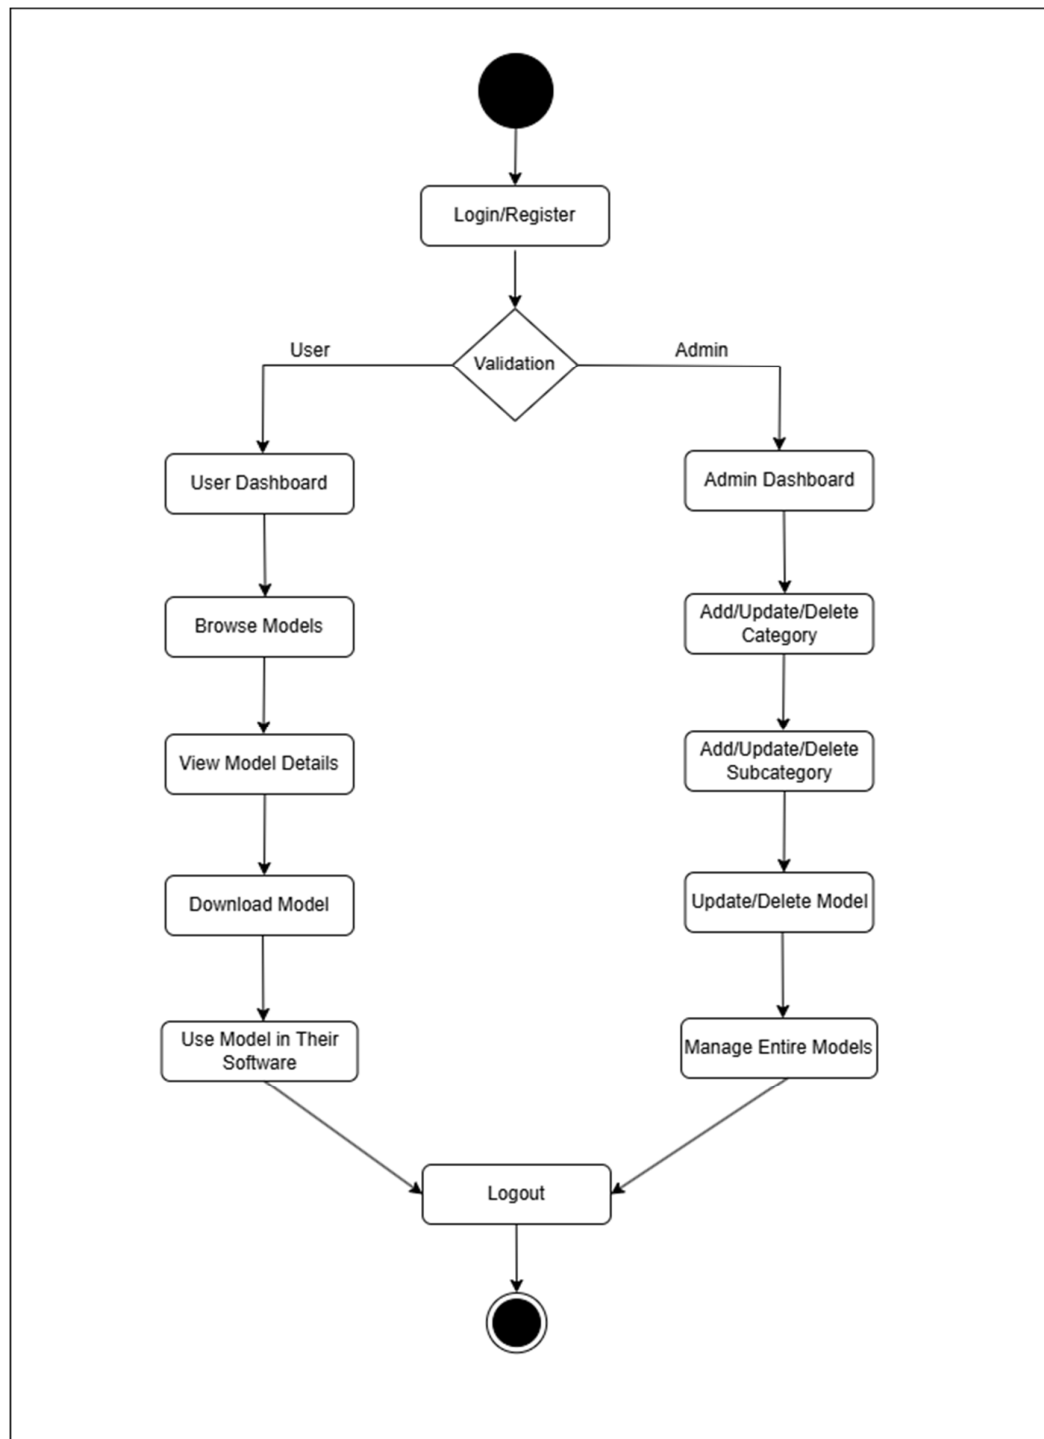 Login/Register
Validation
User
Admin
User Dashboard
Admin Dashboard
Browse Models
Add/Update/Delete
Category
View Model Details
Add/Update/Delete
Subcategory
Download Model
Update/Delete Model
Use Model in Their
Software
Manage Entire Models
Logout